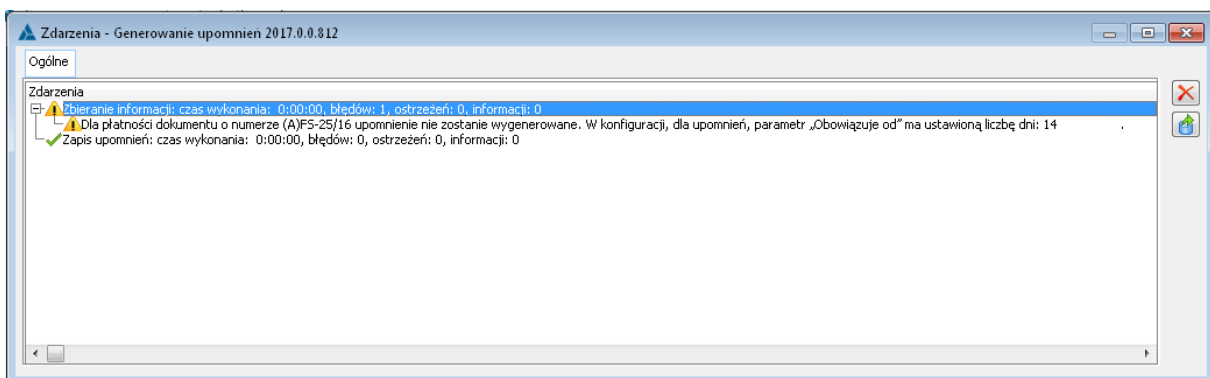 Zdarzenia - Generowanie upomnień 2017.0.0.812
Ogólne
Zdarzenia
Zbieranie informacji: czas wykonania: 0:00:00, błędów: 1, ostrzeżeń: 0, informacji: 0
Dla płatności dokumentu o numerze (A)FS-25/16 upomnienie nie zostanie wygenerowane. W konfiguracji, dla upomnień, parametr „Obowiązuje od” ma ustawioną liczbę dni: 14 .
Zapis upomnień: czas wykonania: 0:00:00, błędów: 0, ostrzeżeń: 0, informacji: 0